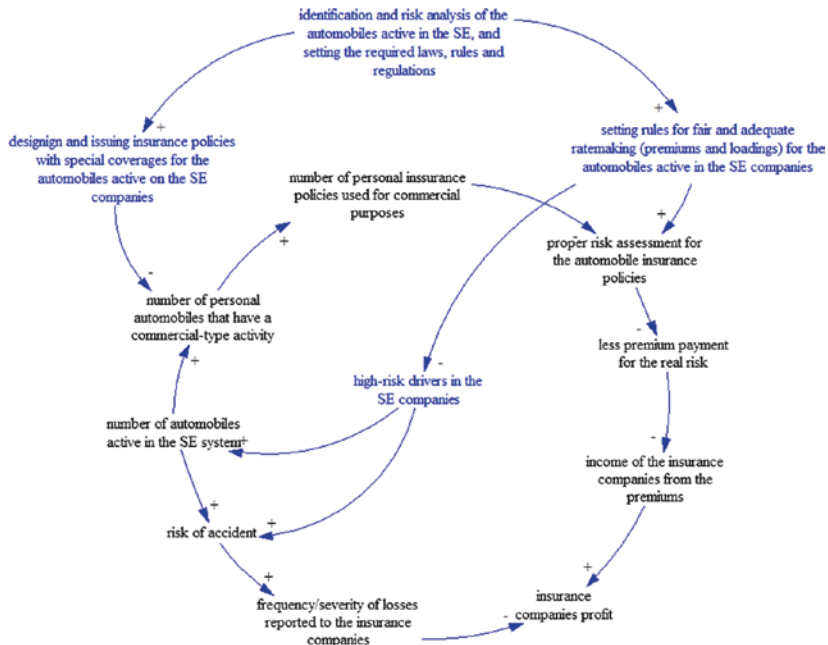 identification and risk analysis of the
automobiles active in the SE, and
setting the required laws, rules and
regulations
+
+
designign and issuing insurance policies
with special coverages for the
automobiles active on the SE
companies
setting rules for fair and adequate
ratemaking (premiums and loadings) for the
automobiles active in the SE companies
number of personal inssurance
policies used for commercial
purposes
+
+
-
proper risk assessment for
the automobile insurance
policies
-
number of personal
automobiles that have a
commercial-type activity
-
less premium payment
for the real risk
+
-
high-risk drivers in the
SE companies
number of automobiles
active in the SE system
+
-
income of the insurance
companies from the
premiums
+
+
risk of accident
+
+
frequency/severity of losses
reported to the insurance
companies
-
insurance
companies profit